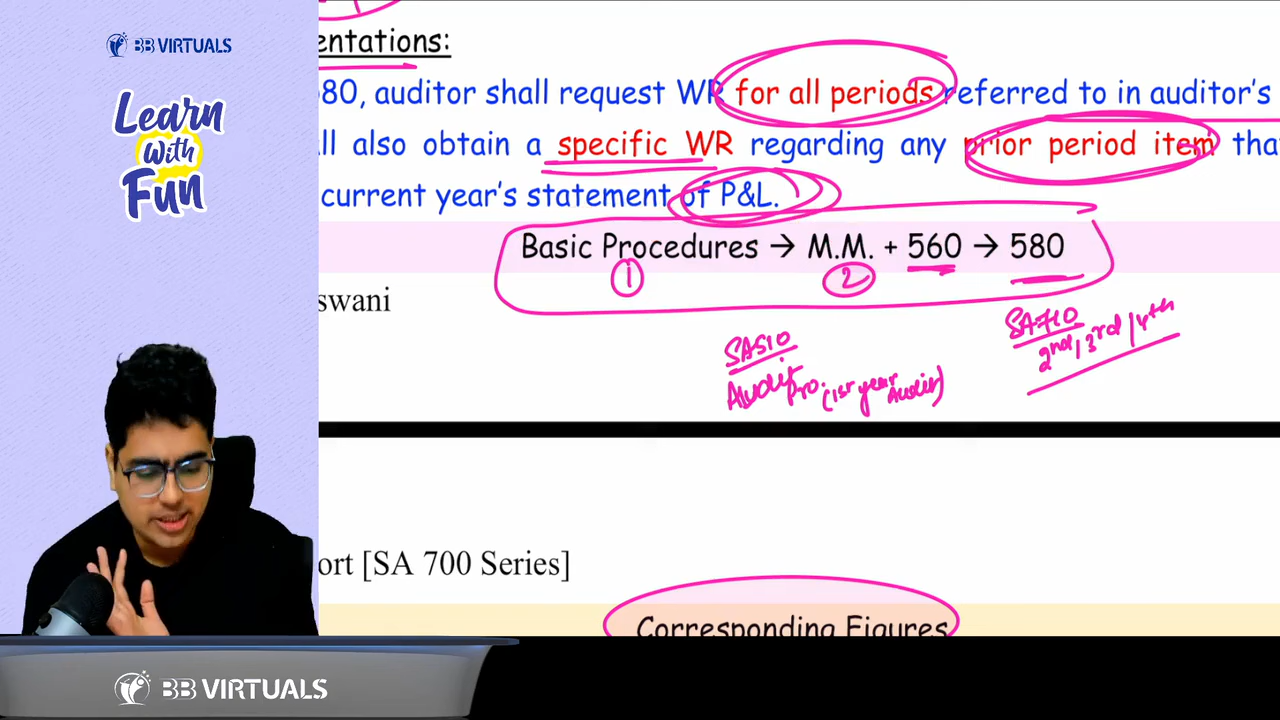 BB VIRTUALS
Learn
With
Fun
entations:
80, auditor shall request WR for all periods referred to in auditor's
ll also obtain a specific WR regarding any prior period item tha
current year's statement of P&L.
Basic Procedures → M.M. + 560 → 580
1 2
swani
SA510
Audit Pro. (1st year Audit)
SA710
2nd, 3rd / 4th
ort [SA 700 Series]
Corresponding Figures
BB VIRTUALS